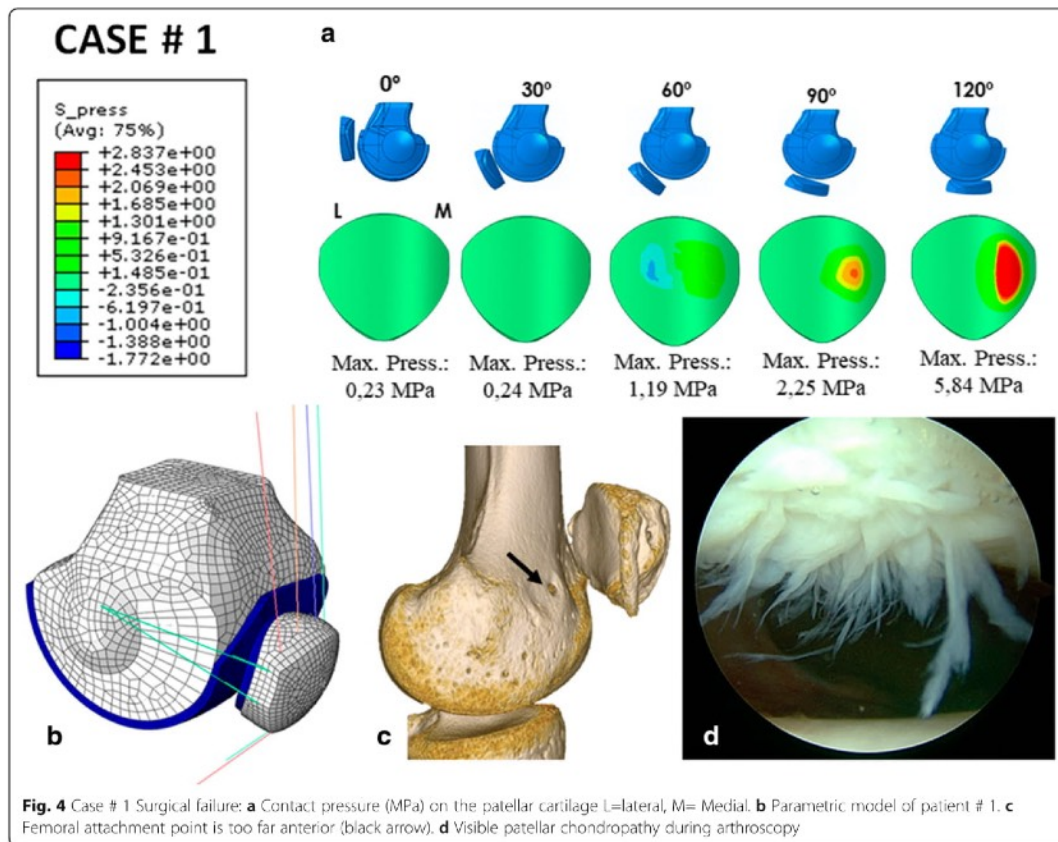 CASE # 1
S_press
(Avg: 75%)
+2.837e+00
+2.453e+00
+2.069e+00
+1.685e+00
+1.301e+00
+9.167e-01
+5.326e-01
+1.485e-01
-2.356e-01
-6.197e-01
-1.004e+00
-1.388e+00
-1.772e+00
a
0º 30º 60º 90º 120º
L M
Max. Press.: Max. Press.: Max. Press.: Max. Press.: Max. Press.:
0,23 MPa 0,24 MPa 1,19 MPa 2,25 MPa 5,84 MPa
b c d
Fig. 4 Case # 1 Surgical failure: a Contact pressure (MPa) on the patellar cartilage L=lateral, M= Medial. b Parametric model of patient # 1. c
Femoral attachment point is too far anterior (black arrow). d Visible patellar chondropathy during arthroscopy